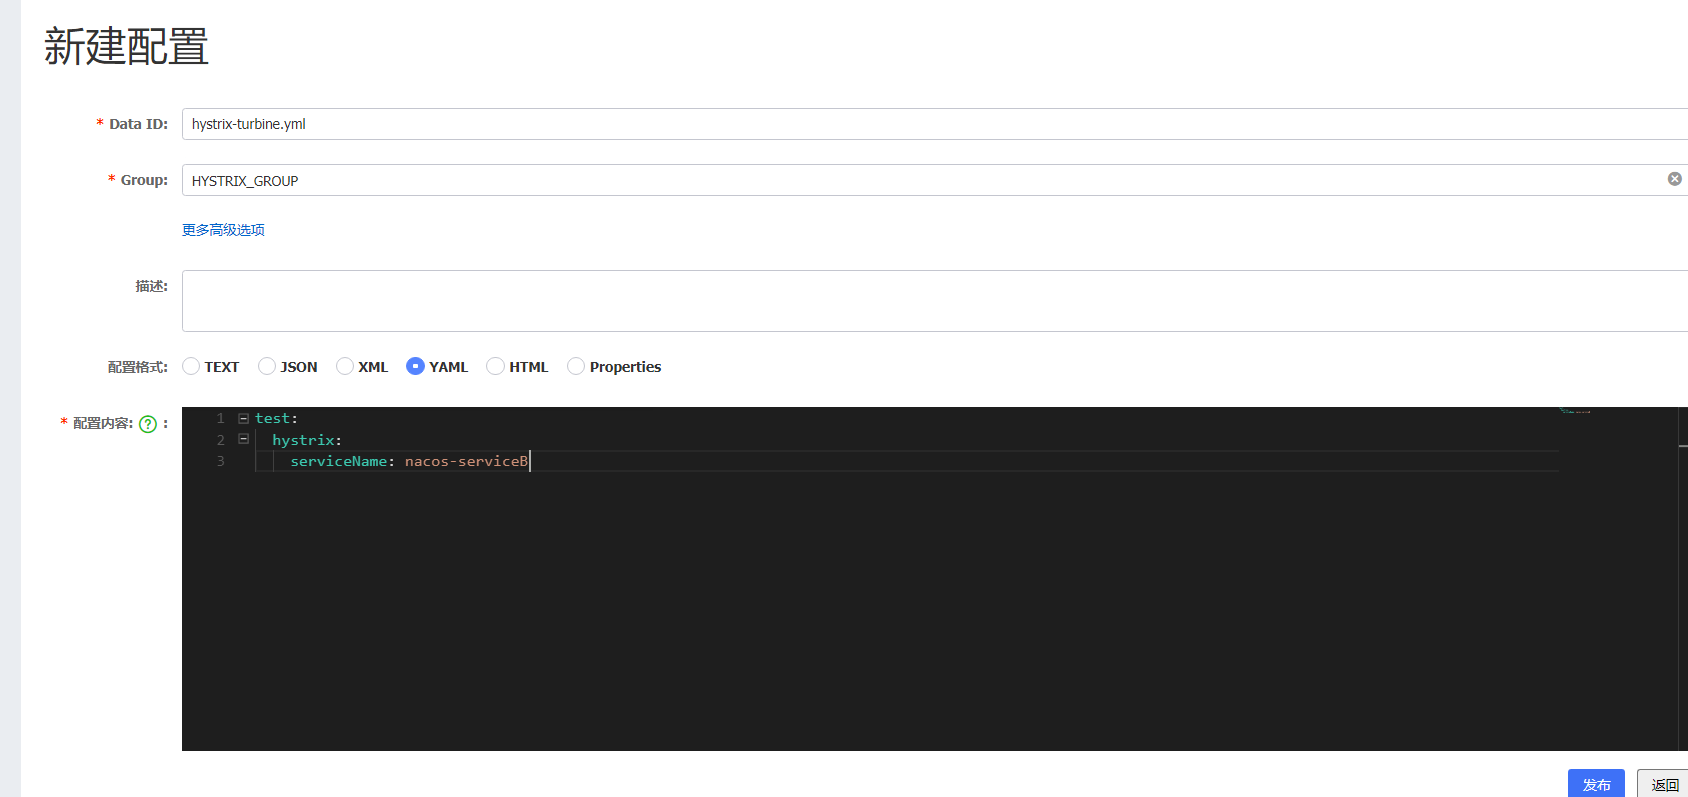 新建配置
* Data ID: hystrix-turbine.yml
* Group: HYSTRIX_GROUP
更多高级选项
描述:
配置格式: TEXT JSON XML YAML HTML Properties
* 配置内容: ? :
1 test:
2 hystrix:
3 serviceName: nacos-serviceB
发布 返回